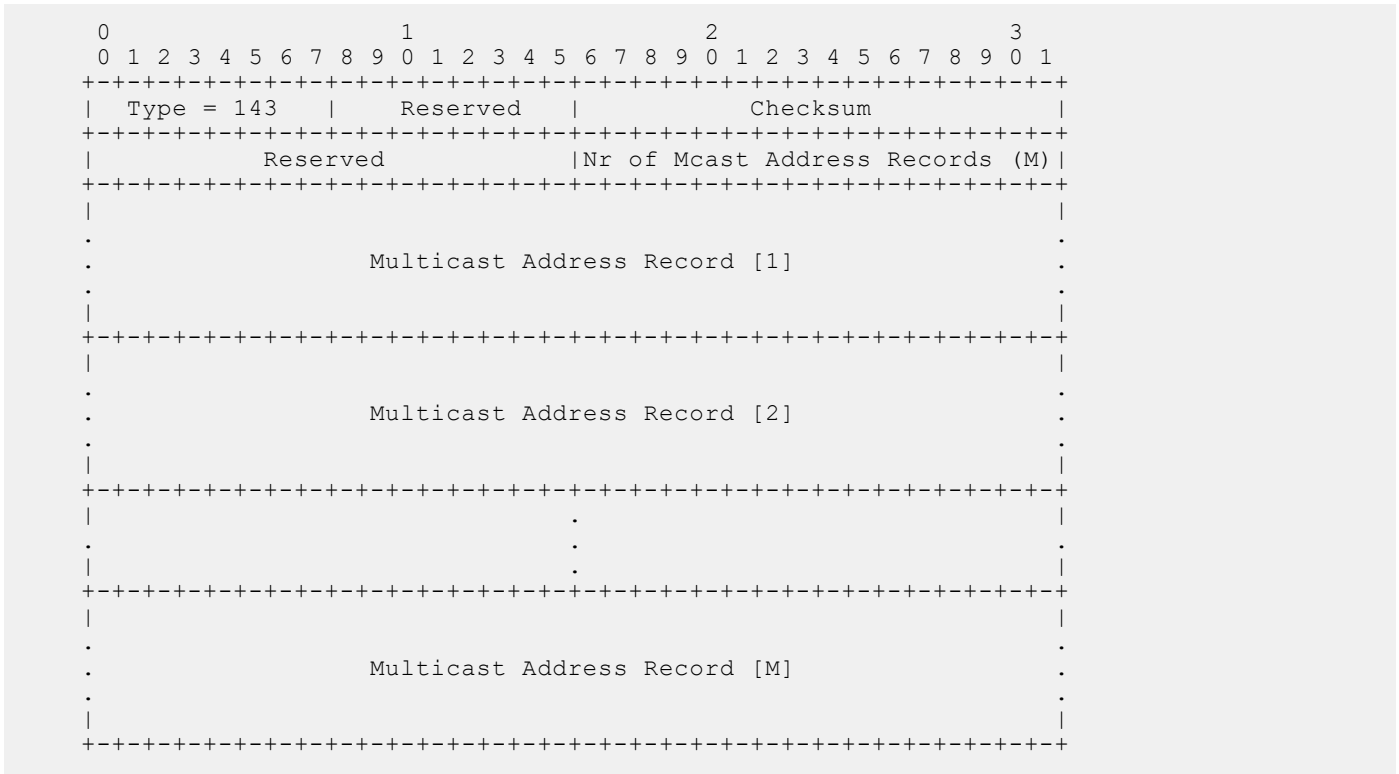 0                   1                   2                   3
 0 1 2 3 4 5 6 7 8 9 0 1 2 3 4 5 6 7 8 9 0 1 2 3 4 5 6 7 8 9 0 1
+-+-+-+-+-+-+-+-+-+-+-+-+-+-+-+-+-+-+-+-+-+-+-+-+-+-+-+-+-+-+-+-+
|  Type = 143   |    Reserved   |           Checksum            |
+-+-+-+-+-+-+-+-+-+-+-+-+-+-+-+-+-+-+-+-+-+-+-+-+-+-+-+-+-+-+-+-+
|           Reserved            |Nr of Mcast Address Records (M)|
+-+-+-+-+-+-+-+-+-+-+-+-+-+-+-+-+-+-+-+-+-+-+-+-+-+-+-+-+-+-+-+-+
|                                                               |
.                                                               .
.                  Multicast Address Record [1]                 .
.                                                               .
|                                                               |
+-+-+-+-+-+-+-+-+-+-+-+-+-+-+-+-+-+-+-+-+-+-+-+-+-+-+-+-+-+-+-+-+
|                                                               |
.                                                               .
.                  Multicast Address Record [2]                 .
.                                                               .
|                                                               |
+-+-+-+-+-+-+-+-+-+-+-+-+-+-+-+-+-+-+-+-+-+-+-+-+-+-+-+-+-+-+-+-+
|                               .                               |
.                               .                               .
|                               .                               |
+-+-+-+-+-+-+-+-+-+-+-+-+-+-+-+-+-+-+-+-+-+-+-+-+-+-+-+-+-+-+-+-+
|                                                               |
.                                                               .
.                  Multicast Address Record [M]                 .
.                                                               .
|                                                               |
+-+-+-+-+-+-+-+-+-+-+-+-+-+-+-+-+-+-+-+-+-+-+-+-+-+-+-+-+-+-+-+-+